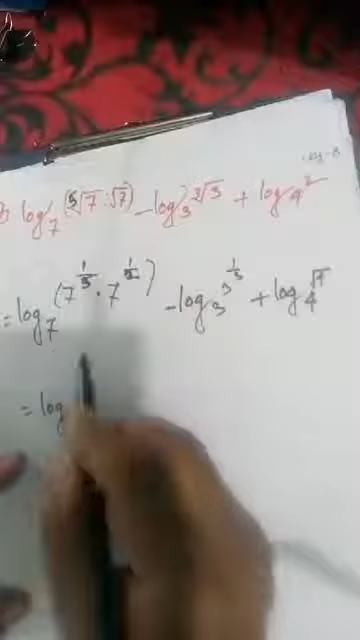 log₇(⁵√7·√7) - log₃ ³√3 + log₄ 2
= log₇(7^{1/5}·7^{1/2}) - log₃ 3^{1/3} + log₄ √4
= log